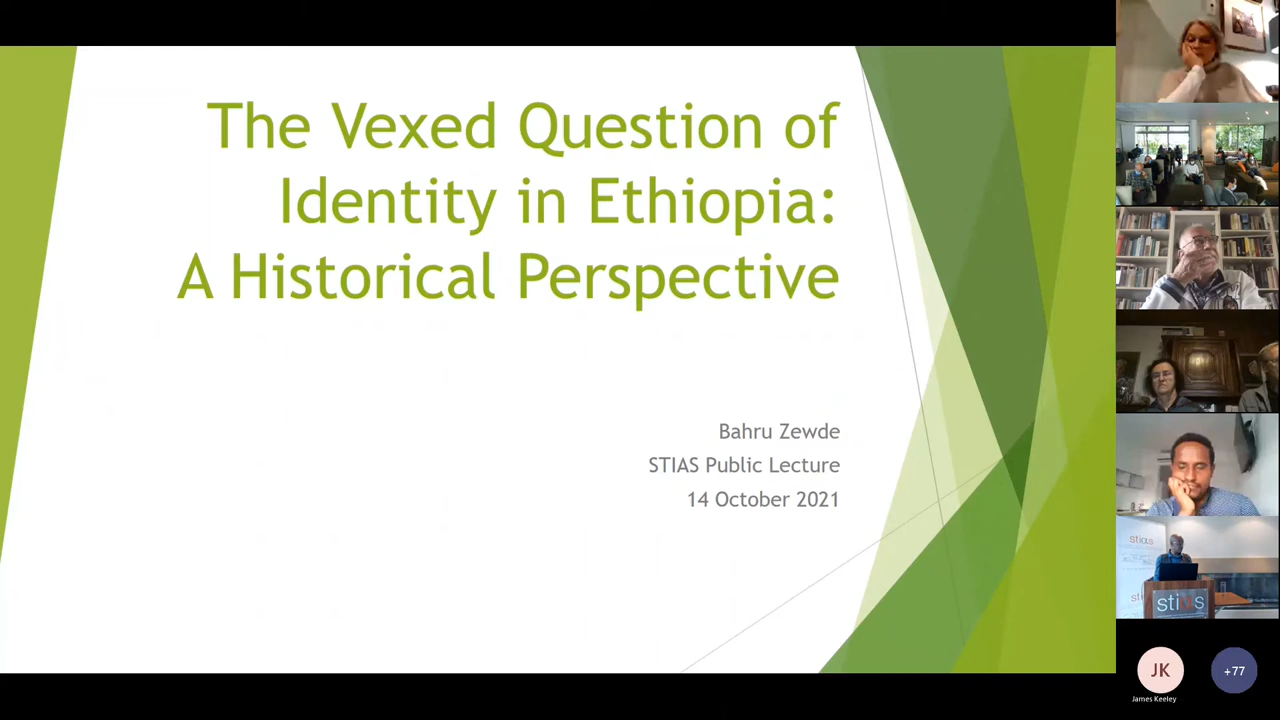 The Vexed Question of
Identity in Ethiopia:
A Historical Perspective
Bahru Zewde
STIAS Public Lecture
14 October 2021
stias
stias
JK
James Keeley
+77